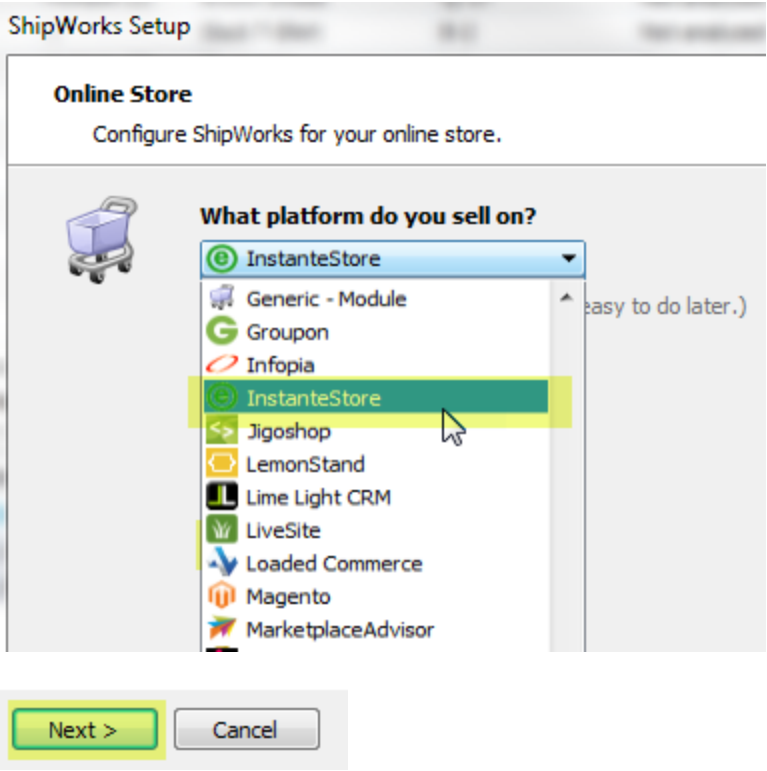 ShipWorks Setup
Online Store
Configure ShipWorks for your online store.
What platform do you sell on?
InstanteStore
Generic - Module
easy to do later.)
Groupon
Infopia
InstanteStore
Jigoshop
LemonStand
Lime Light CRM
LiveSite
Loaded Commerce
Magento
MarketplaceAdvisor
Next >
Cancel